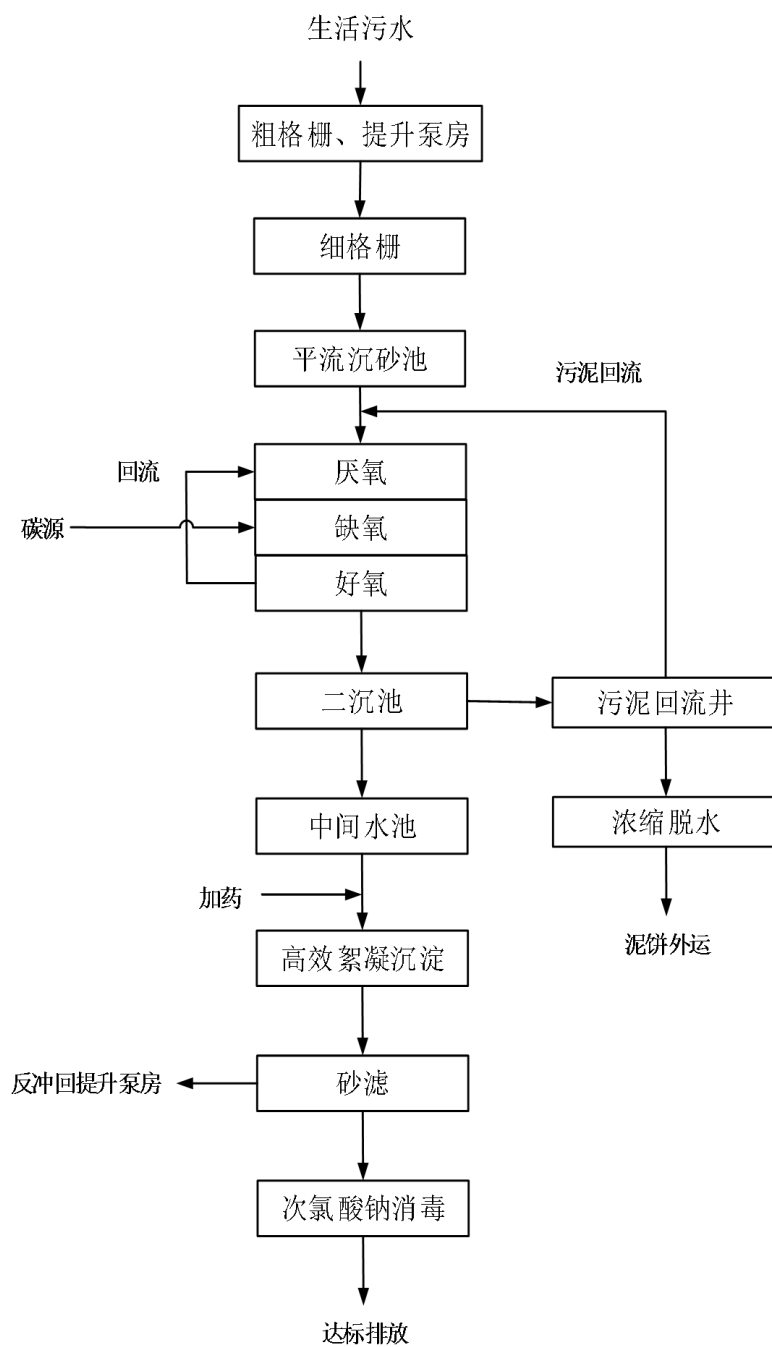 生活污水
粗格栅、提升泵房
细格栅
平流沉砂池
污泥回流
厌氧
回流
缺氧
碳源
好氧
二沉池
污泥回流井
中间水池
浓缩脱水
加药
高效絮凝沉淀
泥饼外运
砂滤
反冲回提升泵房
次氯酸钠消毒
达标排放